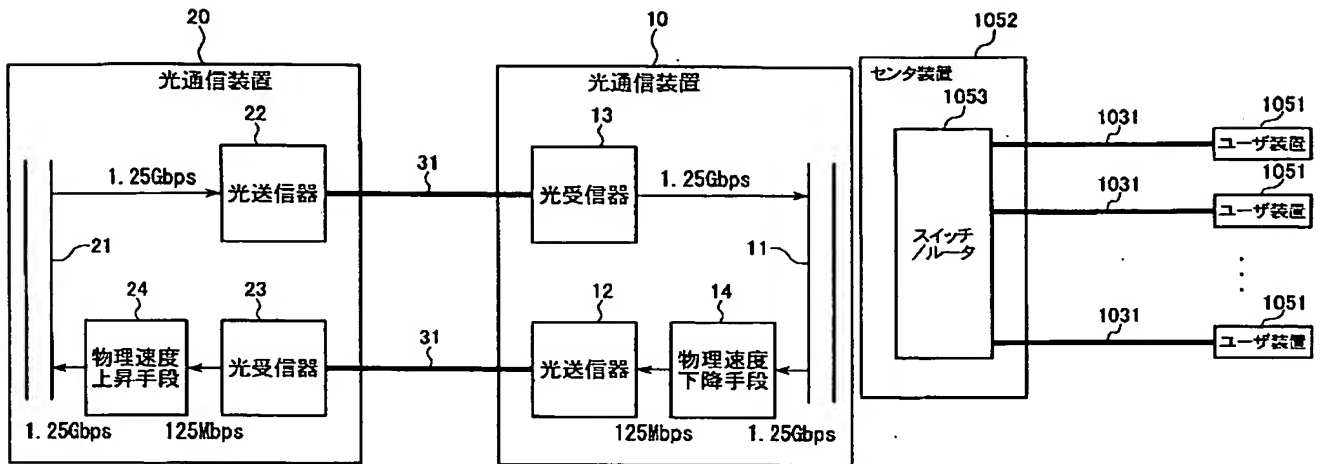 20
10
1052
光通信装置
光通信装置
センタ装置
22
13
1053
1031
1051
ユーザ装置
1.25Gbps
光送信器
31
光受信器
1.25Gbps
1031
1051
ユーザ装置
21
11
スイッチ
/ルータ
24
23
12
14
1031
1051
ユーザ装置
31
物理速度
上昇手段
光受信器
光送信器
物理速度
下降手段
1.25Gbps
125Mbps
125Mbps
1.25Gbps